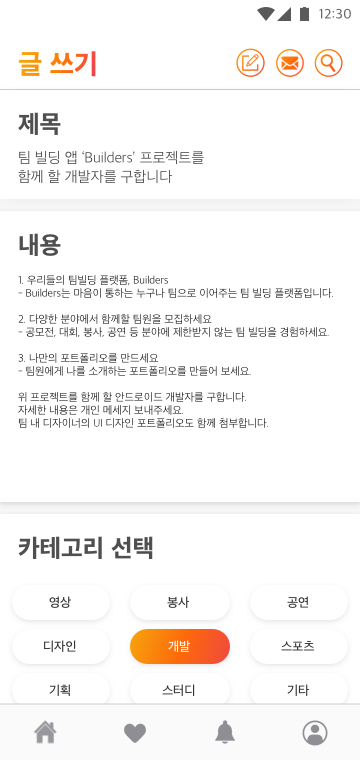 12:30
글 쓰기
제목
팀 빌딩 앱 ‘Builders’ 프로젝트를
함께 할 개발자를 구합니다
내용
1. 우리들의 팀빌딩 플랫폼, Builders
- Builders는 마음이 통하는 누구나 팀으로 이어주는 팀 빌딩 플랫폼입니다.
2. 다양한 분야에서 함께할 팀원을 모집하세요
- 공모전, 대회, 봉사, 공연 등 분야에 제한받지 않는 팀 빌딩을 경험하세요.
3. 나만의 포트폴리오를 만드세요
- 팀원에게 나를 소개하는 포트폴리오를 만들어 보세요.
위 프로젝트를 함께 할 안드로이드 개발자를 구합니다.
자세한 내용은 개인 메세지 보내주세요.
팀 내 디자이너의 UI 디자인 포트폴리오도 함께 첨부합니다.
카테고리 선택
영상 봉사 공연
디자인 개발 스포츠
기획 스터디 기타